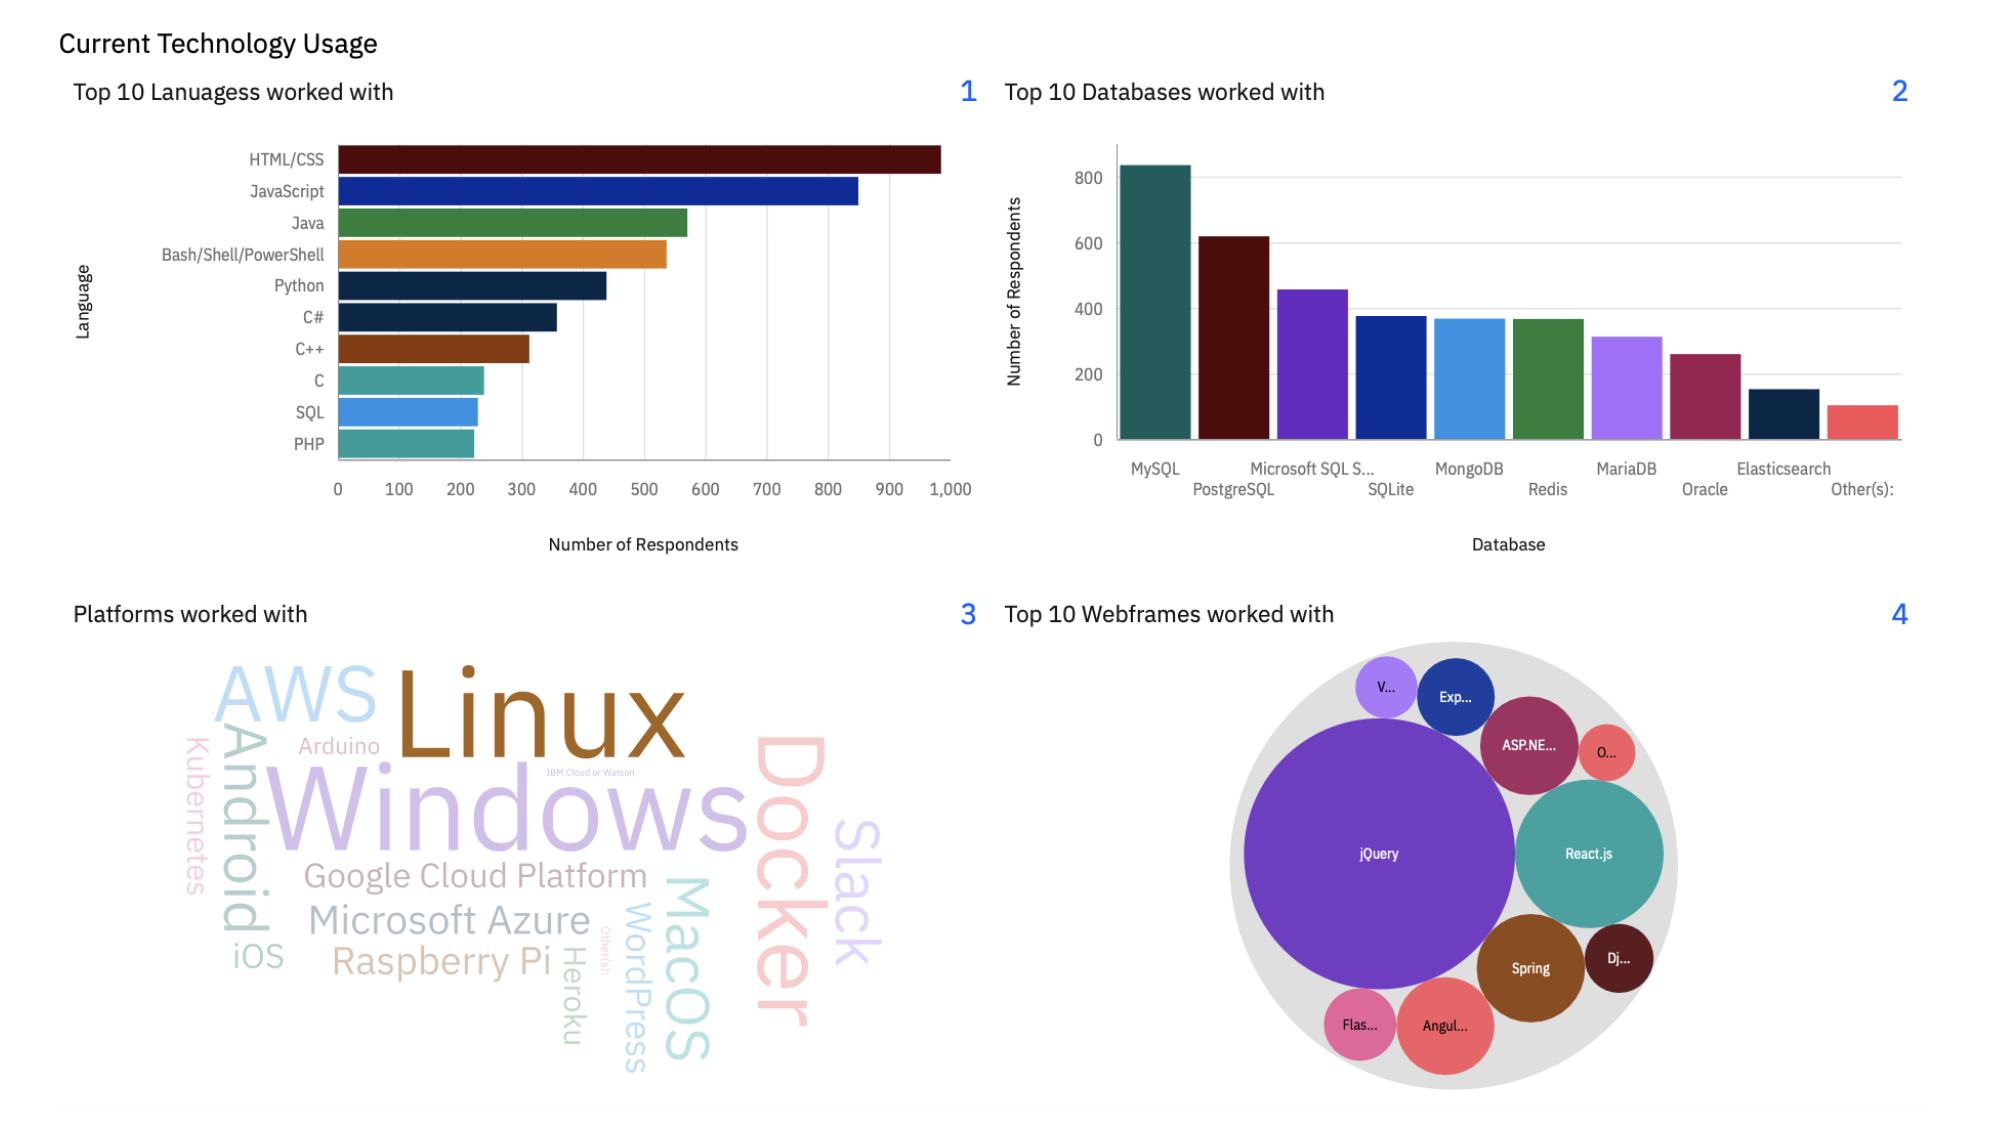 Current Technology Usage
Top 10 Lanuagess worked with
1
Language
HTML/CSS
JavaScript
Java
Bash/Shell/PowerShell
Python
C#
C++
C
SQL
PHP
0 100 200 300 400 500 600 700 800 900 1,000
Number of Respondents
Top 10 Databases worked with
2
Number of Respondents
800
600
400
200
0
MySQL Microsoft SQL S... MongoDB MariaDB Elasticsearch
PostgreSQL SQLite Redis Oracle Other(s):
Database
Platforms worked with
3
AWS
Linux
Kubernetes
Android
Arduino
IBM Cloud or Watson
Windows
Docker
Slack
Google Cloud Platform
Microsoft Azure
iOS
Raspberry Pi
Heroku
Other(s):
WordPress
MacOS
Top 10 Webframes worked with
4
V...
Exp...
ASP.NE...
O...
jQuery
React.js
Spring
Dj...
Flas...
Angul...